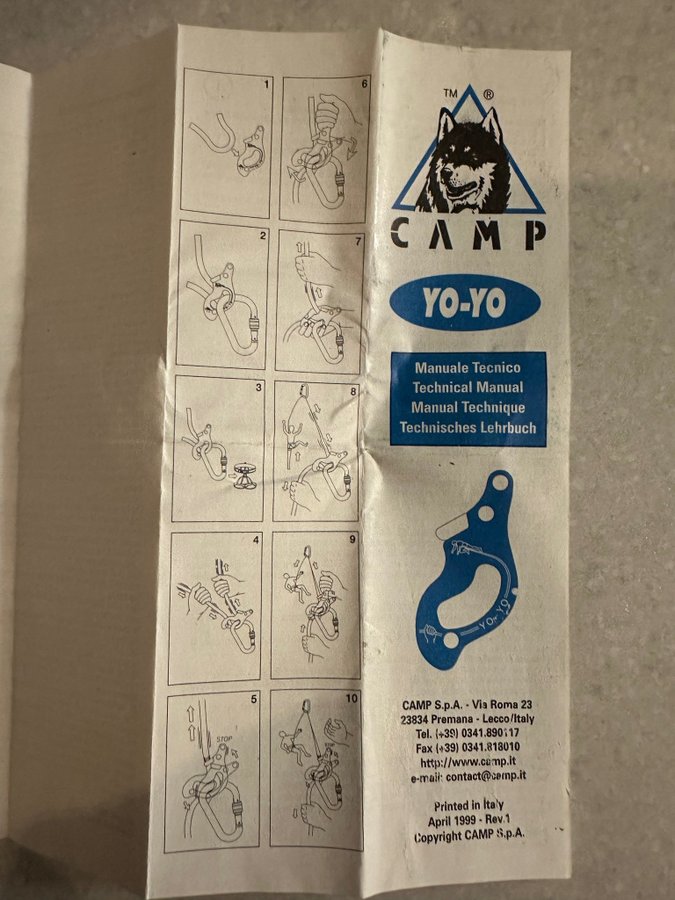 1
6
2
7
3
8
4
9
5
STOP
10
TM ®
CAMP
YO-YO
Manuale Tecnico
Technical Manual
Manual Technique
Technisches Lehrbuch
YO-YO
CAMP S.p.A. - Via Roma 23
23834 Premana - Lecco/Italy
Tel. (+39) 0341.890117
Fax (+39) 0341.818010
http://www.camp.it
e-mail: contact@camp.it
Printed in Italy
April 1999 - Rev.1
Copyright CAMP S.p.A.